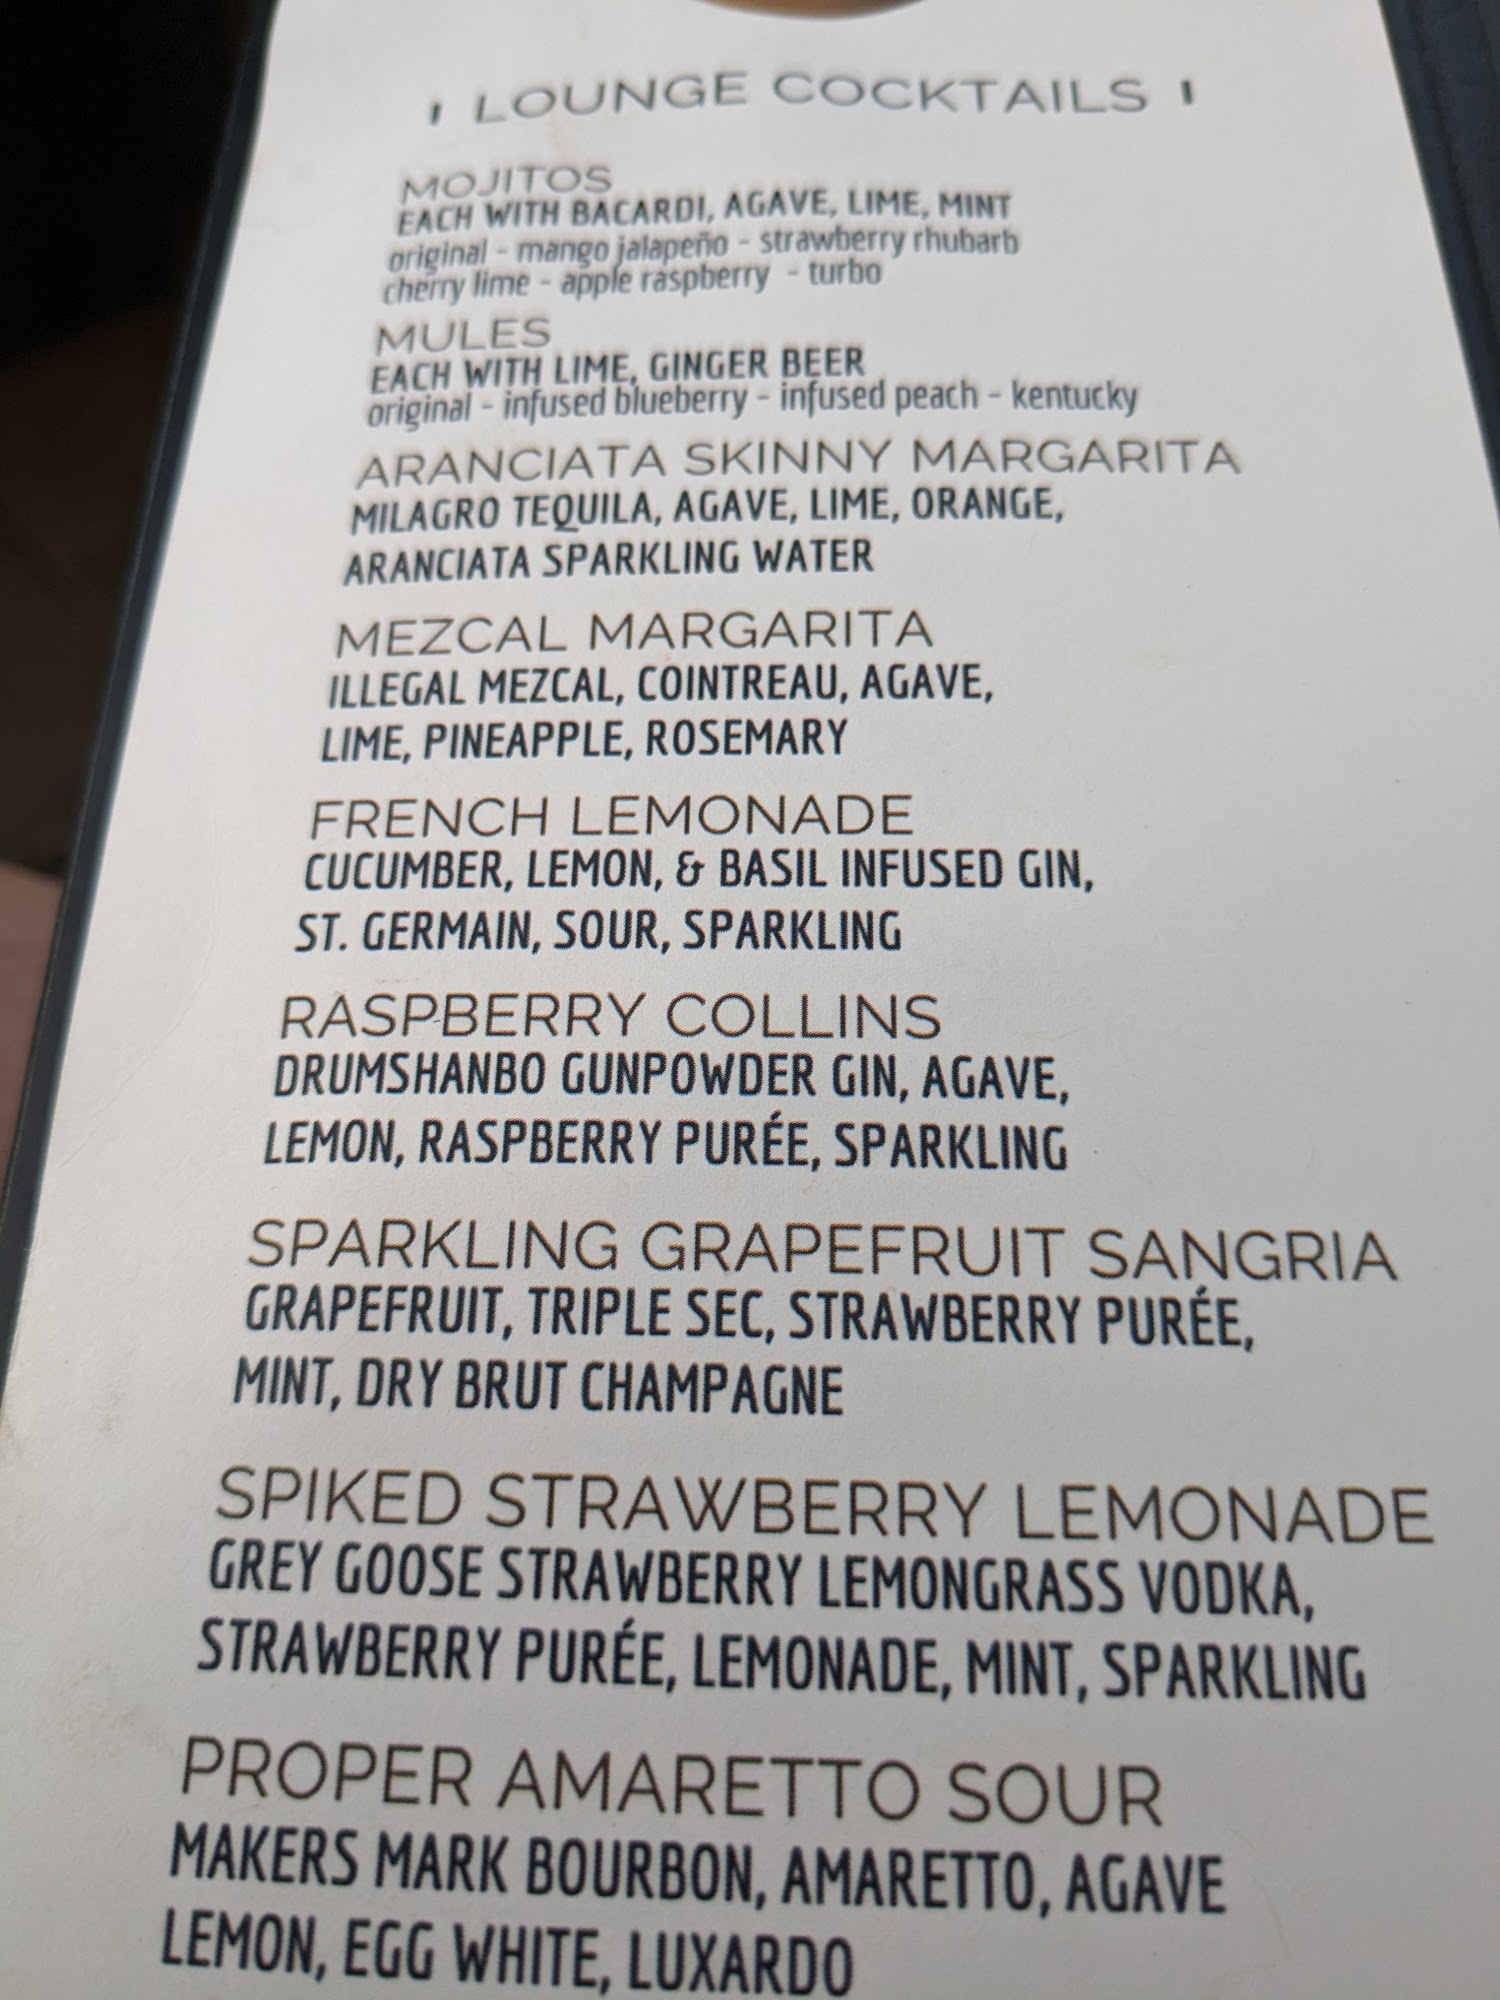 LOUNGE COCKTAILS
MOJITOS
EACH WITH BACARDI, AGAVE, LIME, MINT
original - mango jalapeño - strawberry rhubarb
cherry lime - apple raspberry - turbo
MULES
EACH WITH LIME, GINGER BEER
original - infused blueberry - infused peach - kentucky
ARANCIATA SKINNY MARGARITA
MILAGRO TEQUILA, AGAVE, LIME, ORANGE,
ARANCIATA SPARKLING WATER
MEZCAL MARGARITA
ILLEGAL MEZCAL, COINTREAU, AGAVE,
LIME, PINEAPPLE, ROSEMARY
FRENCH LEMONADE
CUCUMBER, LEMON, & BASIL INFUSED GIN,
ST. GERMAIN, SOUR, SPARKLING
RASPBERRY COLLINS
DRUMSHANBO GUNPOWDER GIN, AGAVE,
LEMON, RASPBERRY PURÉE, SPARKLING
SPARKLING GRAPEFRUIT SANGRIA
GRAPEFRUIT, TRIPLE SEC, STRAWBERRY PURÉE,
MINT, DRY BRUT CHAMPAGNE
SPIKED STRAWBERRY LEMONADE
GREY GOOSE STRAWBERRY LEMONGRASS VODKA,
STRAWBERRY PURÉE, LEMONADE, MINT, SPARKLING
PROPER AMARETTO SOUR
MAKERS MARK BOURBON, AMARETTO, AGAVE
LEMON, EGG WHITE, LUXARDO